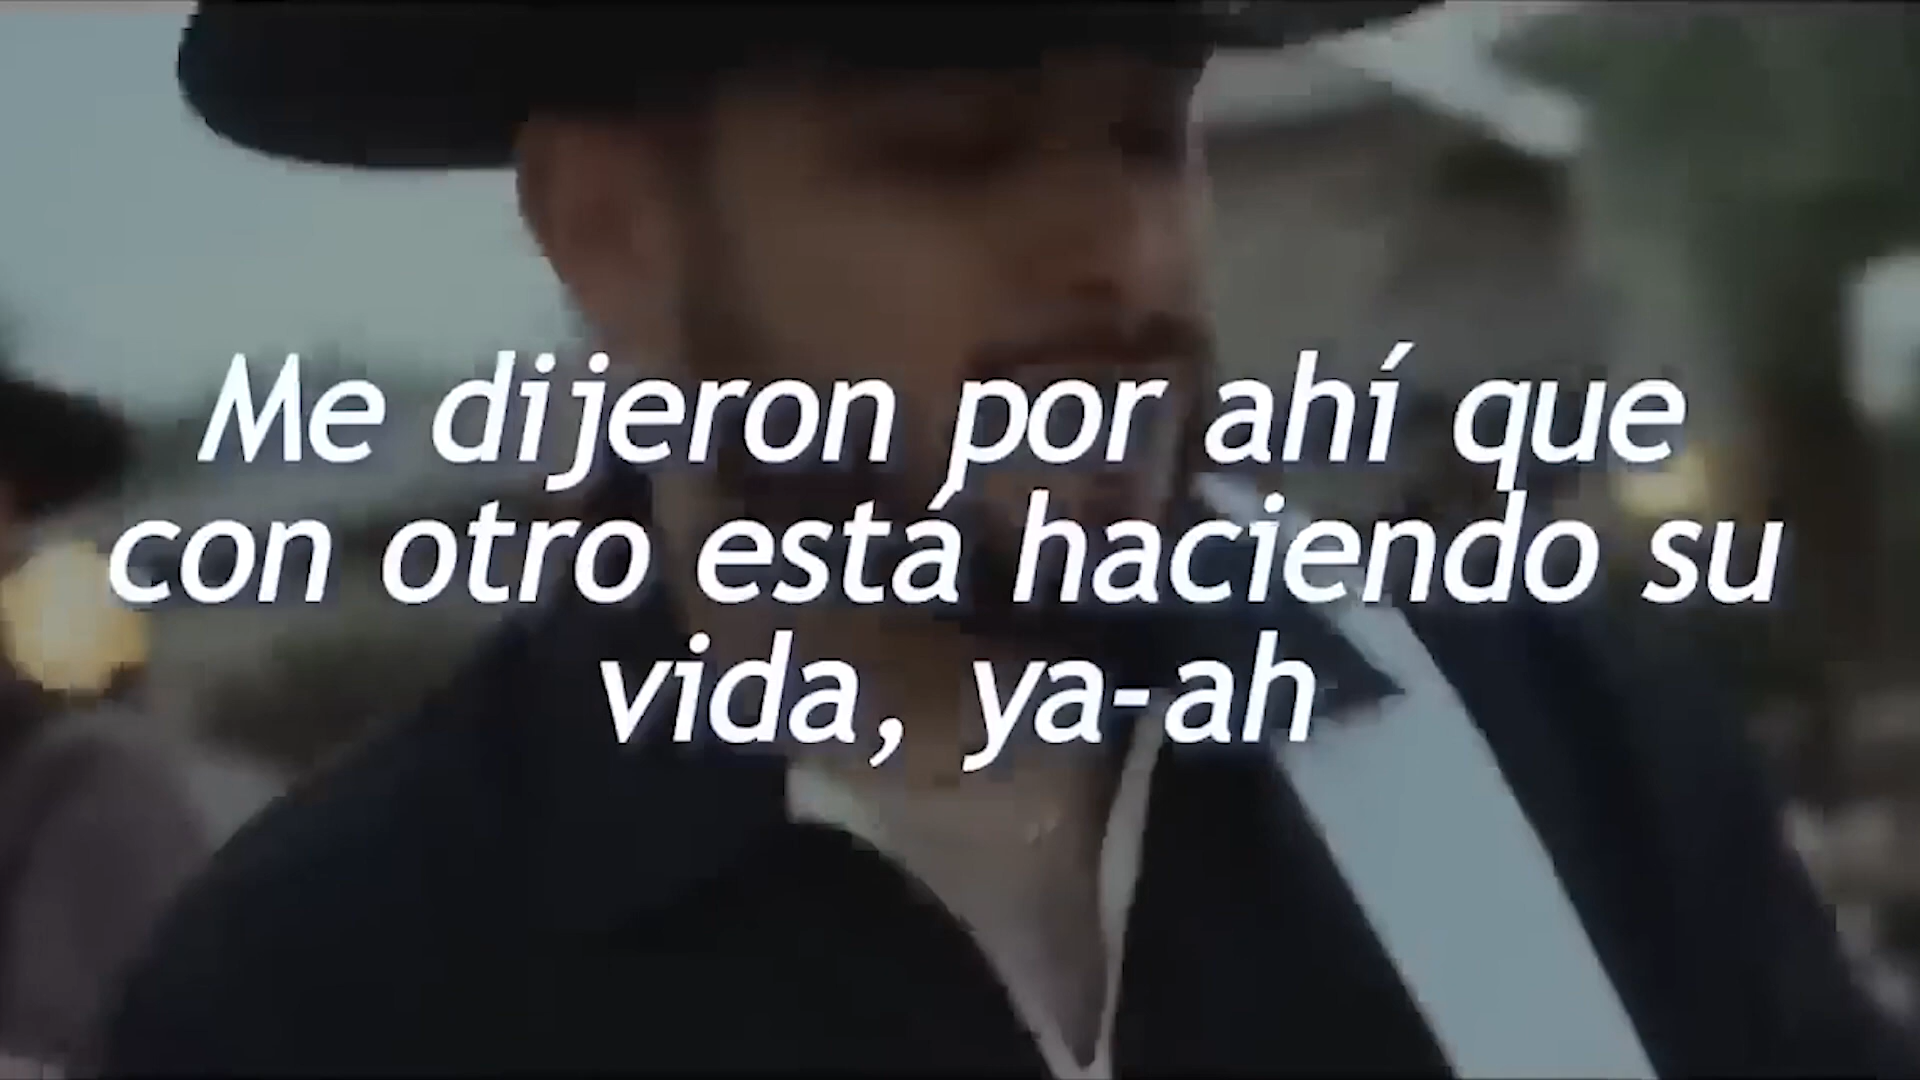 Me dijeron por ahí que
con otro está haciendo su
vida, ya-ah